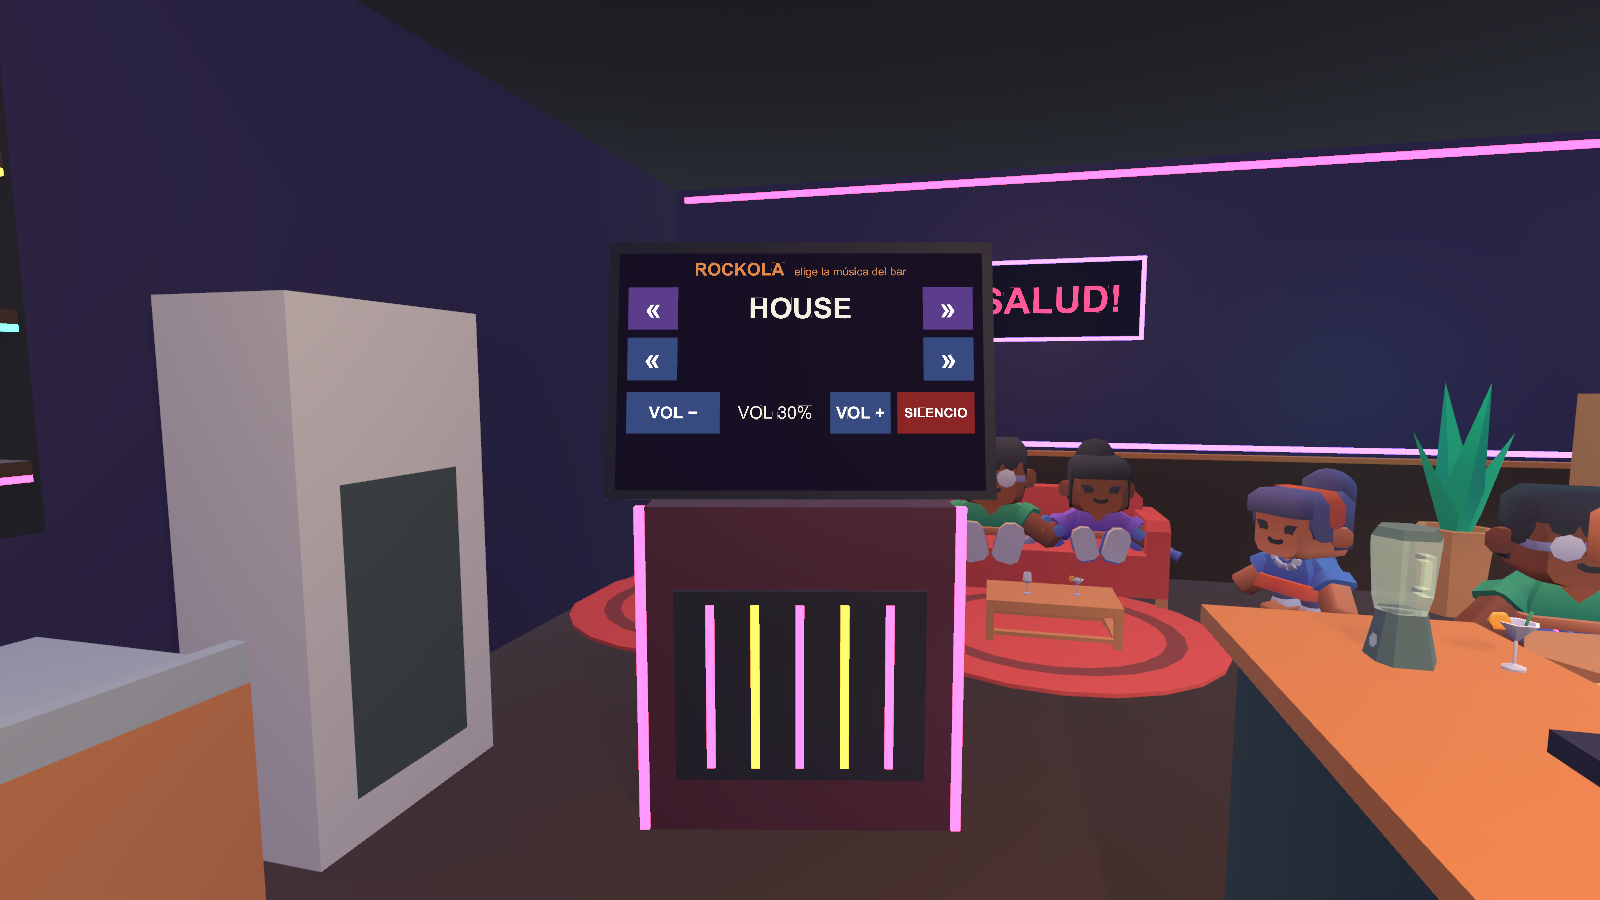 ROCKOLA elige la música del bar
« HOUSE »
« »
VOL − VOL 30% VOL + SILENCIO
SALUD!